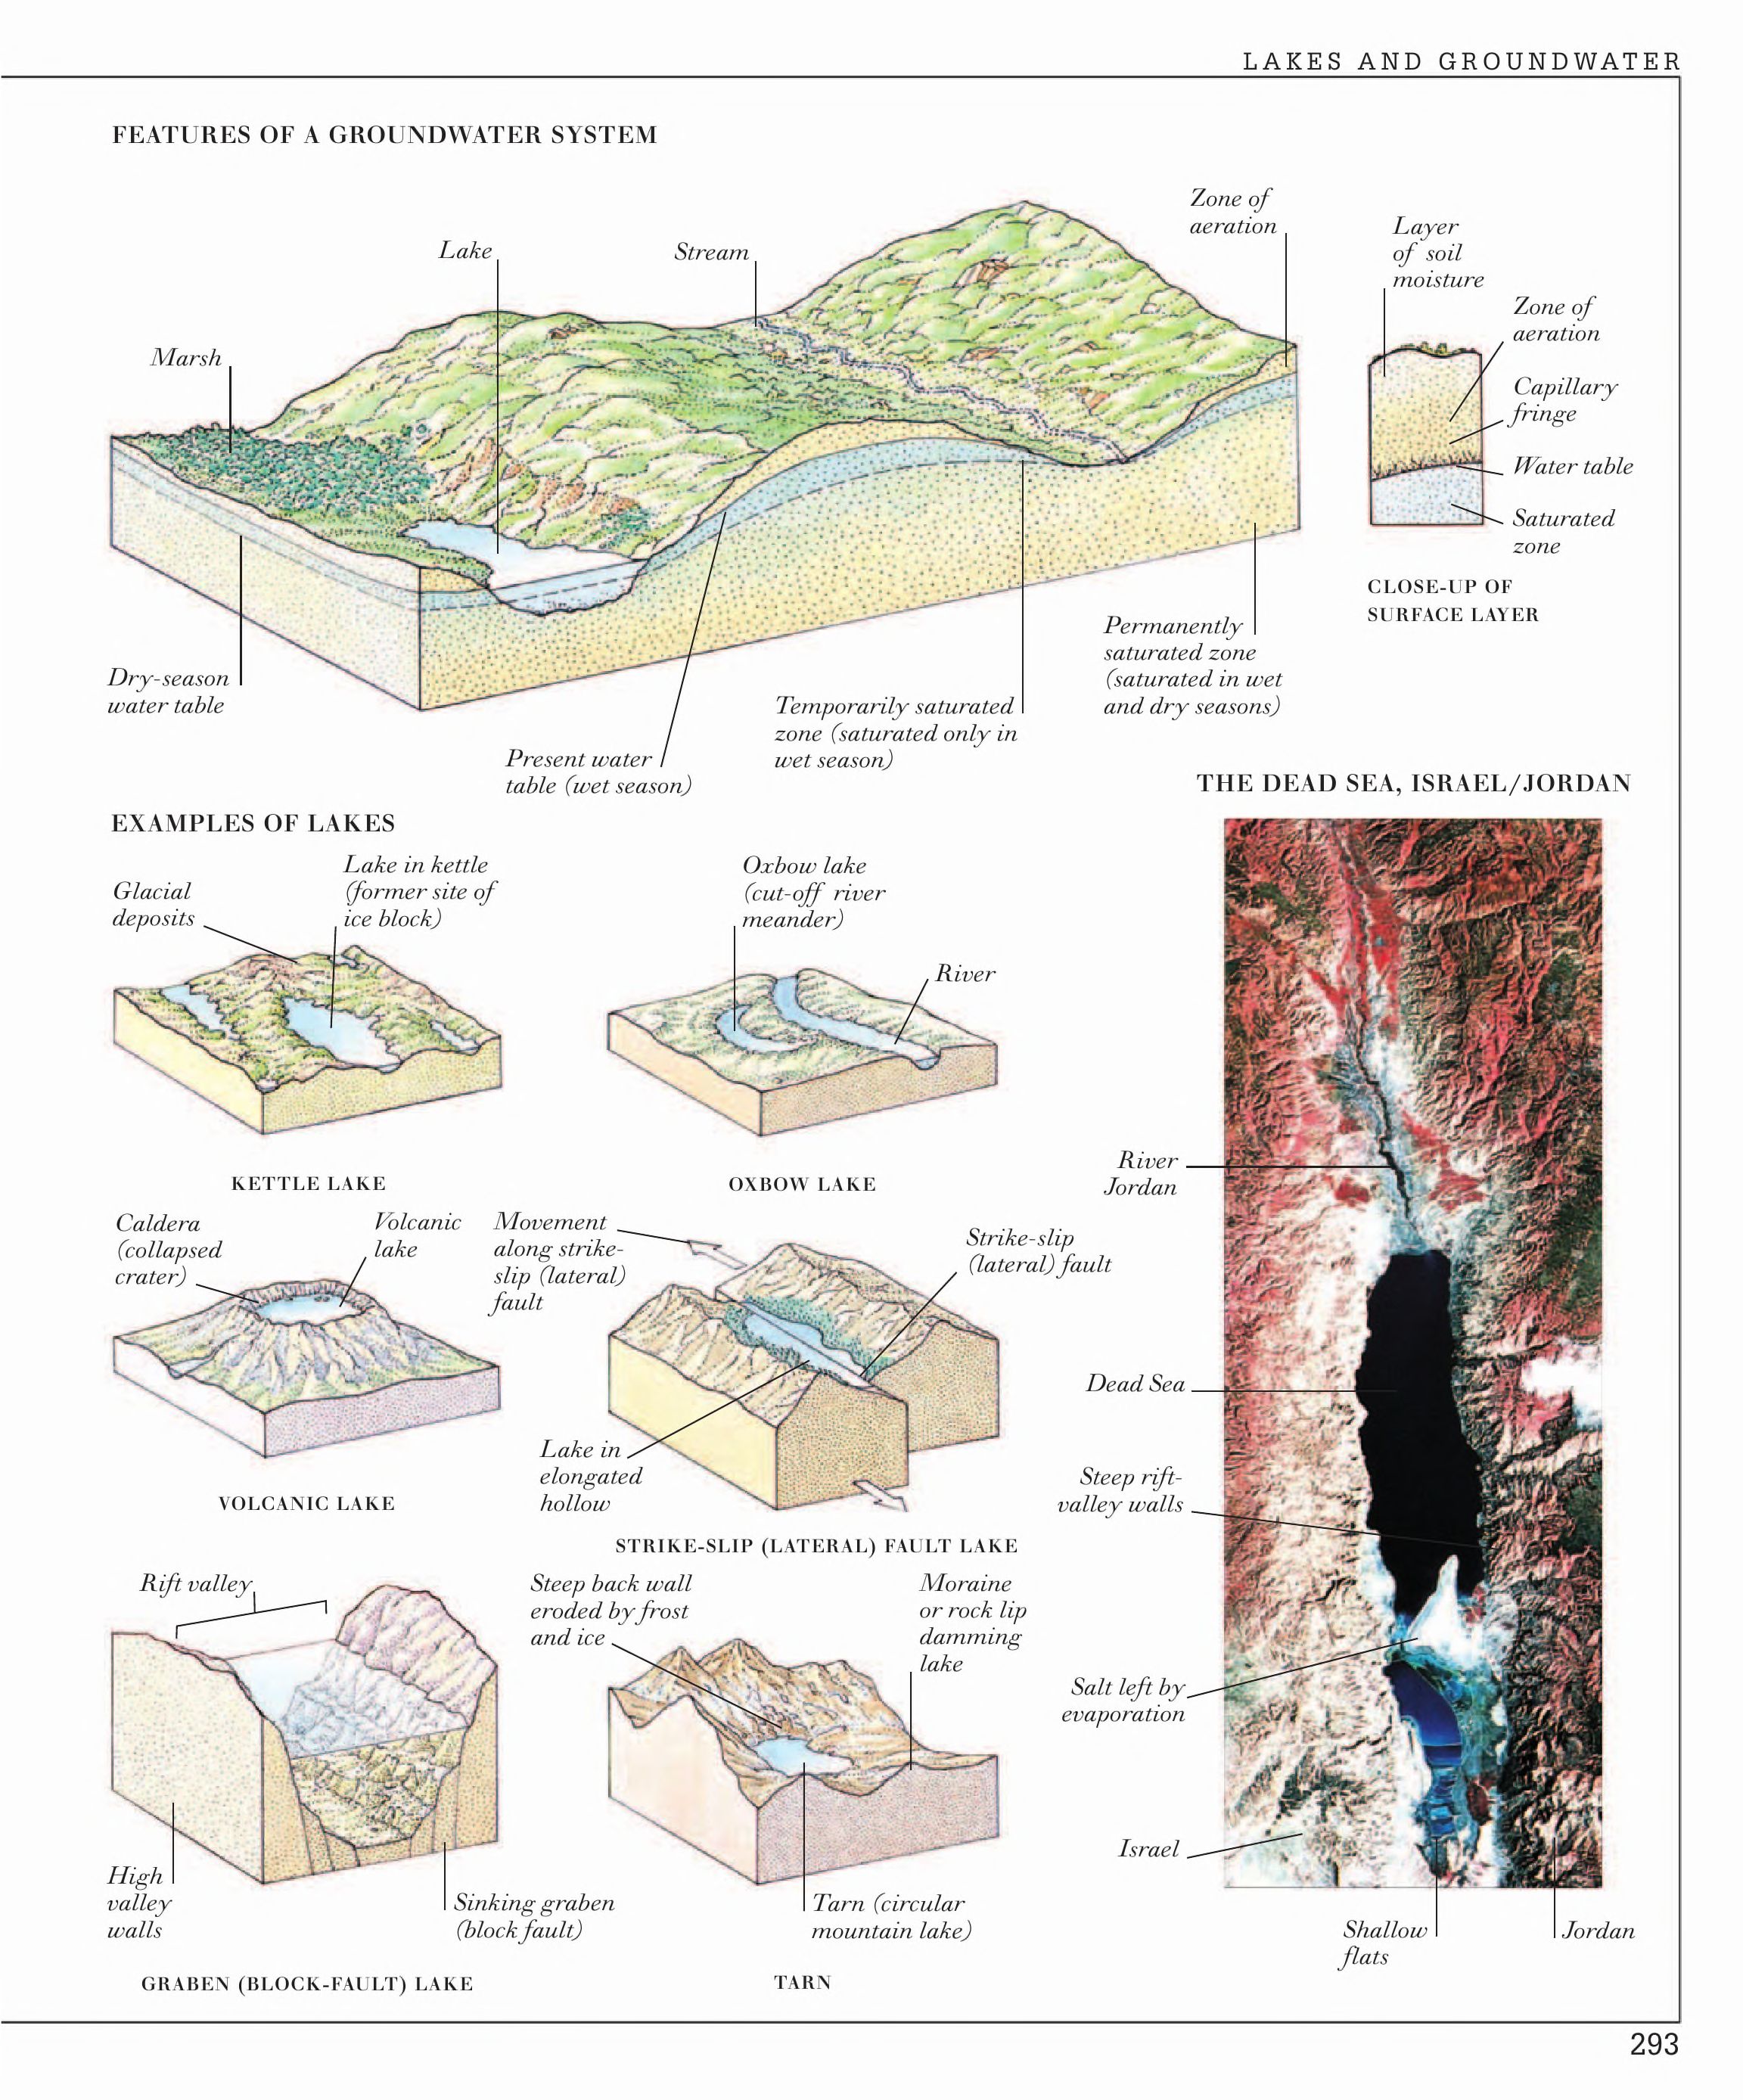 LAKES AND GROUNDWATER
FEATURES OF A GROUNDWATER SYSTEM
Zone of
aeration
Lake
Stream
Marsh
Dry-season
water table
Present water
table (wet season)
Temporarily saturated
zone (saturated only in
wet season)
Permanently
saturated zone
(saturated in wet
and dry seasons)
Layer
of soil
moisture
Zone of
aeration
Capillary
fringe
Water table
Saturated
zone
CLOSE-UP OF
SURFACE LAYER
EXAMPLES OF LAKES
Glacial
deposits
Lake in kettle
(former site of
ice block)
KETTLE LAKE
Oxbow lake
(cut-off river
meander)
River
OXBOW LAKE
Caldera
(collapsed
crater)
Volcanic
lake
VOLCANIC LAKE
Movement
along strike-
slip (lateral)
fault
Strike-slip
(lateral) fault
Lake in
elongated
hollow
STRIKE-SLIP (LATERAL) FAULT LAKE
Rift valley
High
valley
walls
Sinking graben
(block fault)
GRABEN (BLOCK-FAULT) LAKE
Steep back wall
eroded by frost
and ice
Moraine
or rock lip
damming
lake
Tarn (circular
mountain lake)
TARN
THE DEAD SEA, ISRAEL/JORDAN
River
Jordan
Dead Sea
Steep rift-
valley walls
Salt left by
evaporation
Israel
Shallow
flats
Jordan
293